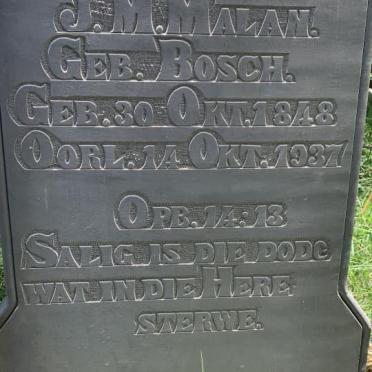 J.M.MALAN.
GEB. BOSCH.
GEB. 30 OKT. 1848
OORL. 14 OKT. 1937
OPB. 14:13
SALIG IS DIE DODE
WAT IN DIE HERE
STERWE.